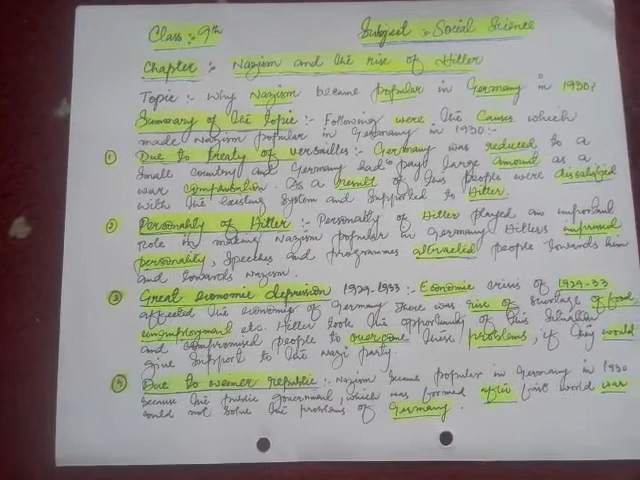 Class :- 9th Subject :- Social Science
Chapter :- Nazism and the rise of Hitler
Topic :- Why Nazism became popular in Germany in 1930?
Summary of the topic :- Following were the causes which
made Nazism popular in Germany in 1930:-
① Due to treaty of versailles :- Germany was reduced to a
small country and Germany had to pay large amount as a
war . As a result of this people were dissatisfied
with the existing system and supported to Hitler.
② Personality of Hitler :- Personality of Hitler played an important
role in making Nazism popular in Germany Hitler's
personality, speeches and programmes attracted people towards him
and towards Nazism.
③ Great economic depression 1929-1933 :- Economic crisis of 1929-33
affected the economy of Germany there was rise of shortage of food
etc. Hitler took the opportunity of this situation
and people to overcome these problems, if they would
give support to the Nazi party.
④ Due to weimer republic :- Nazism became popular in Germany in 1930
because the public government, which was formed after first world war
could not solve the problems of Germany.